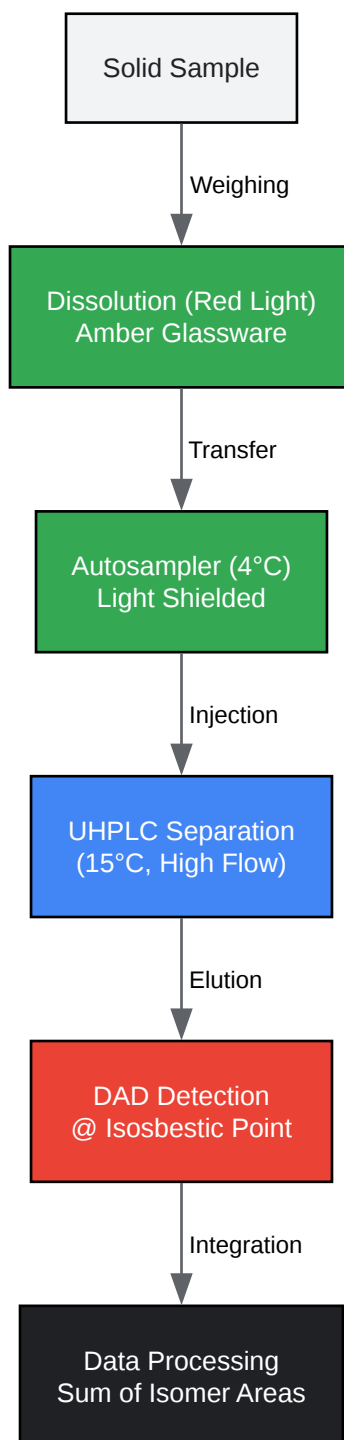 Solid Sample
Weighing
Dissolution (Red Light)
Amber Glassware
Transfer
Autosampler (4°C)
Light Shielded
Injection
UHPLC Separation
(15°C, High Flow)
Elution
DAD Detection
@ Isosbestic Point
Integration
Data Processing
Sum of Isomer Areas